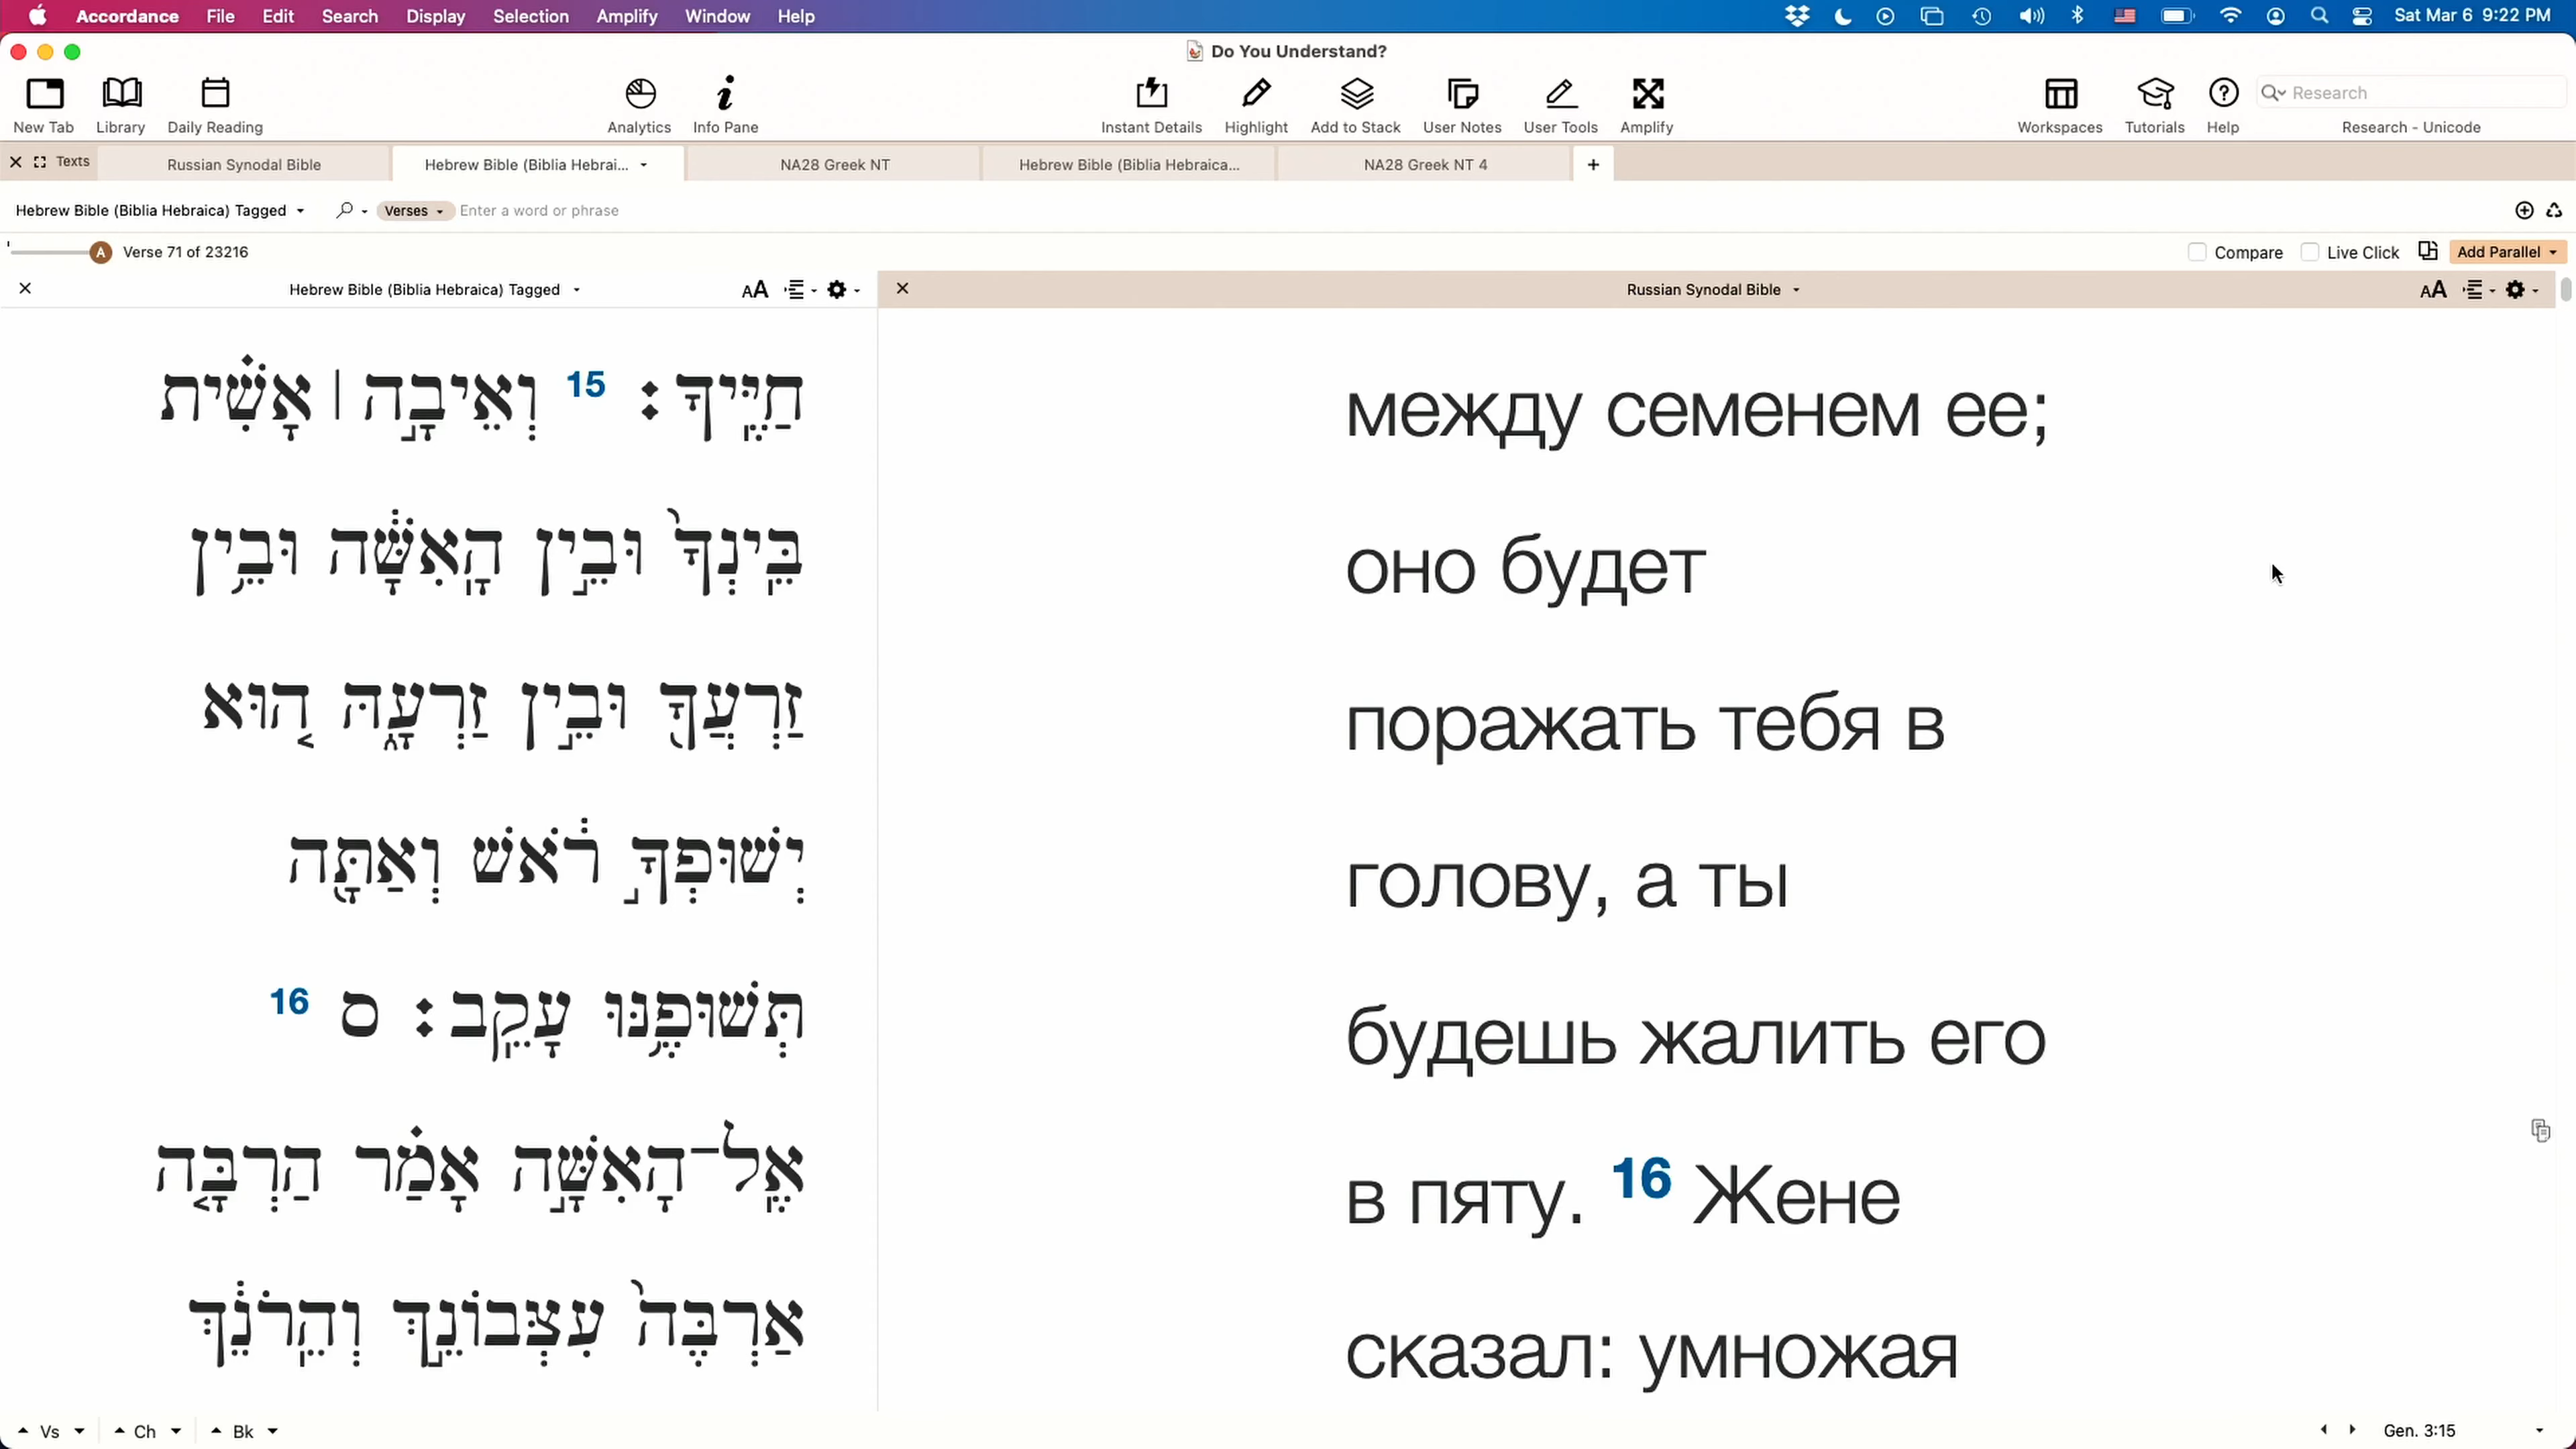 Accordance File Edit Search Display Selection Amplify Window Help Sat Mar 6 9:22 PM
Do You Understand?
New Tab Library Daily Reading Analytics Info Pane Instant Details Highlight Add to Stack User Notes User Tools Amplify Workspaces Tutorials Help Research
Research - Unicode
Texts Russian Synodal Bible Hebrew Bible (Biblia Hebrai... NA28 Greek NT Hebrew Bible (Biblia Hebraica... NA28 Greek NT 4 +
Hebrew Bible (Biblia Hebraica) Tagged Verses Enter a word or phrase
A Verse 71 of 23216 Compare Live Click Add Parallel
Hebrew Bible (Biblia Hebraica) Tagged AA
חַיֶּֽיךָ׃ 15 וְאֵיבָ֣ה ׀ אָשִׁ֗ית
בֵּֽינְךָ֙ וּבֵ֣ין הָֽאִשָּׁ֔ה וּבֵ֥ין
זַרְעֲךָ֖ וּבֵ֣ין זַרְעָ֑הּ ה֚וּא
יְשׁוּפְךָ֣ רֹ֔אשׁ וְאַתָּ֖ה
תְּשׁוּפֶ֥נּוּ עָקֵֽב׃ ס 16
אֶֽל־הָאִשָּׁ֣ה אָמַ֗ר הַרְבָּ֤ה
אַרְבֶּה֙ עִצְּבוֹנֵ֣ךְ וְהֵֽרֹנֵ֔ךְ
Russian Synodal Bible AA
между семенем ее;
оно будет
поражать тебя в
голову, а ты
будешь жалить его
в пяту. 16 Жене
сказал: умножая
Vs Ch Bk Gen. 3:15